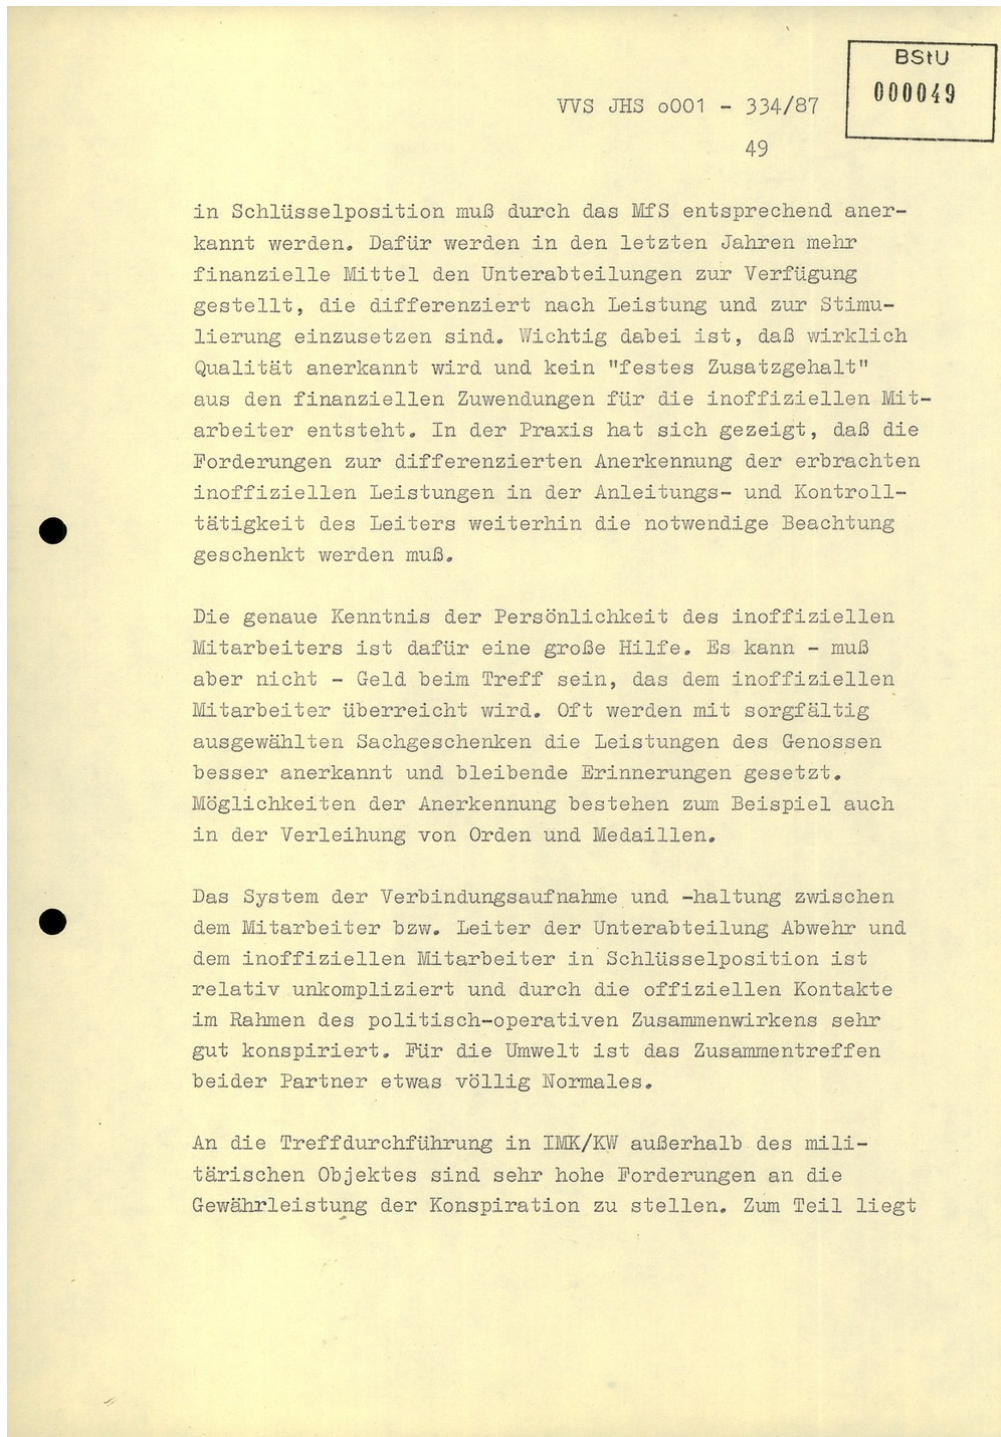 BStU
000049
VVS JHS o001 - 334/87
49
in Schlüsselposition muß durch das MfS entsprechend aner-
kannt werden. Dafür werden in den letzten Jahren mehr
finanzielle Mittel den Unterabteilungen zur Verfügung
gestellt, die differenziert nach Leistung und zur Stimu-
lierung einzusetzen sind. Wichtig dabei ist, daß wirklich
Qualität anerkannt wird und kein "festes Zusatzgehalt"
aus den finanziellen Zuwendungen für die inoffiziellen Mit-
arbeiter entsteht. In der Praxis hat sich gezeigt, daß die
Forderungen zur differenzierten Anerkennung der erbrachten
inoffiziellen Leistungen in der Anleitungs- und Kontroll-
tätigkeit des Leiters weiterhin die notwendige Beachtung
geschenkt werden muß.
Die genaue Kenntnis der Persönlichkeit des inoffiziellen
Mitarbeiters ist dafür eine große Hilfe. Es kann - muß
aber nicht - Geld beim Treff sein, das dem inoffiziellen
Mitarbeiter überreicht wird. Oft werden mit sorgfältig
ausgewählten Sachgeschenken die Leistungen des Genossen
besser anerkannt und bleibende Erinnerungen gesetzt.
Möglichkeiten der Anerkennung bestehen zum Beispiel auch
in der Verleihung von Orden und Medaillen.
Das System der Verbindungsaufnahme und -haltung zwischen
dem Mitarbeiter bzw. Leiter der Unterabteilung Abwehr und
dem inoffiziellen Mitarbeiter in Schlüsselposition ist
relativ unkompliziert und durch die offiziellen Kontakte
im Rahmen des politisch-operativen Zusammenwirkens sehr
gut konspiriert. Für die Umwelt ist das Zusammentreffen
beider Partner etwas völlig Normales.
An die Treffdurchführung in IMK/KW außerhalb des mili-
tärischen Objektes sind sehr hohe Forderungen an die
Gewährleistung der Konspiration zu stellen. Zum Teil liegt